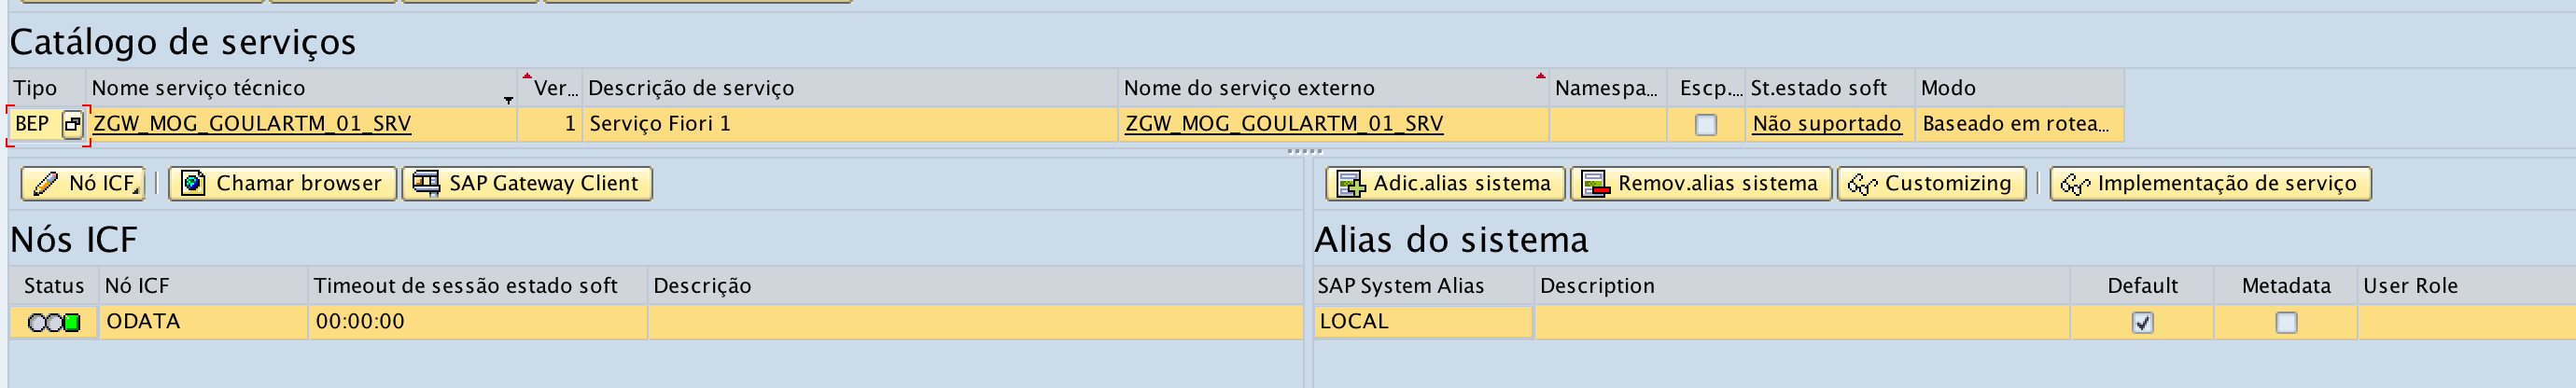 Catálogo de serviços
Tipo Nome serviço técnico Ver... Descrição de serviço Nome do serviço externo Namespa... Escp.... St.estado soft Modo
BEP ZGW_MOG_GOULARTM_01_SRV 1 Serviço Fiori 1 ZGW_MOG_GOULARTM_01_SRV Não suportado Baseado em rotea...
Nó ICF Chamar browser SAP Gateway Client Adic.alias sistema Remov.alias sistema Customizing Implementação de serviço
Nós ICF Alias do sistema
Status Nó ICF Timeout de sessão estado soft Descrição SAP System Alias Description Default Metadata User Role
ODATA 00:00:00 LOCAL